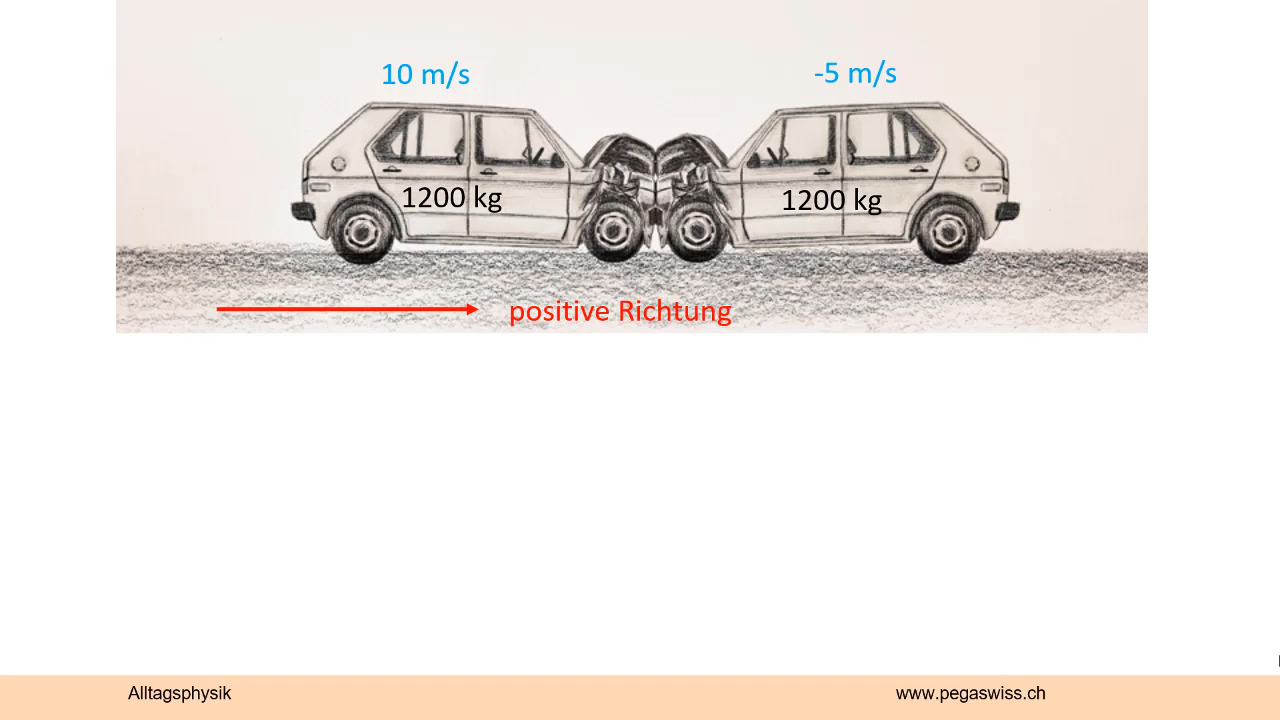 10 m/s
-5 m/s
1200 kg
1200 kg
positive Richtung
Alltagsphysik
www.pegaswiss.ch